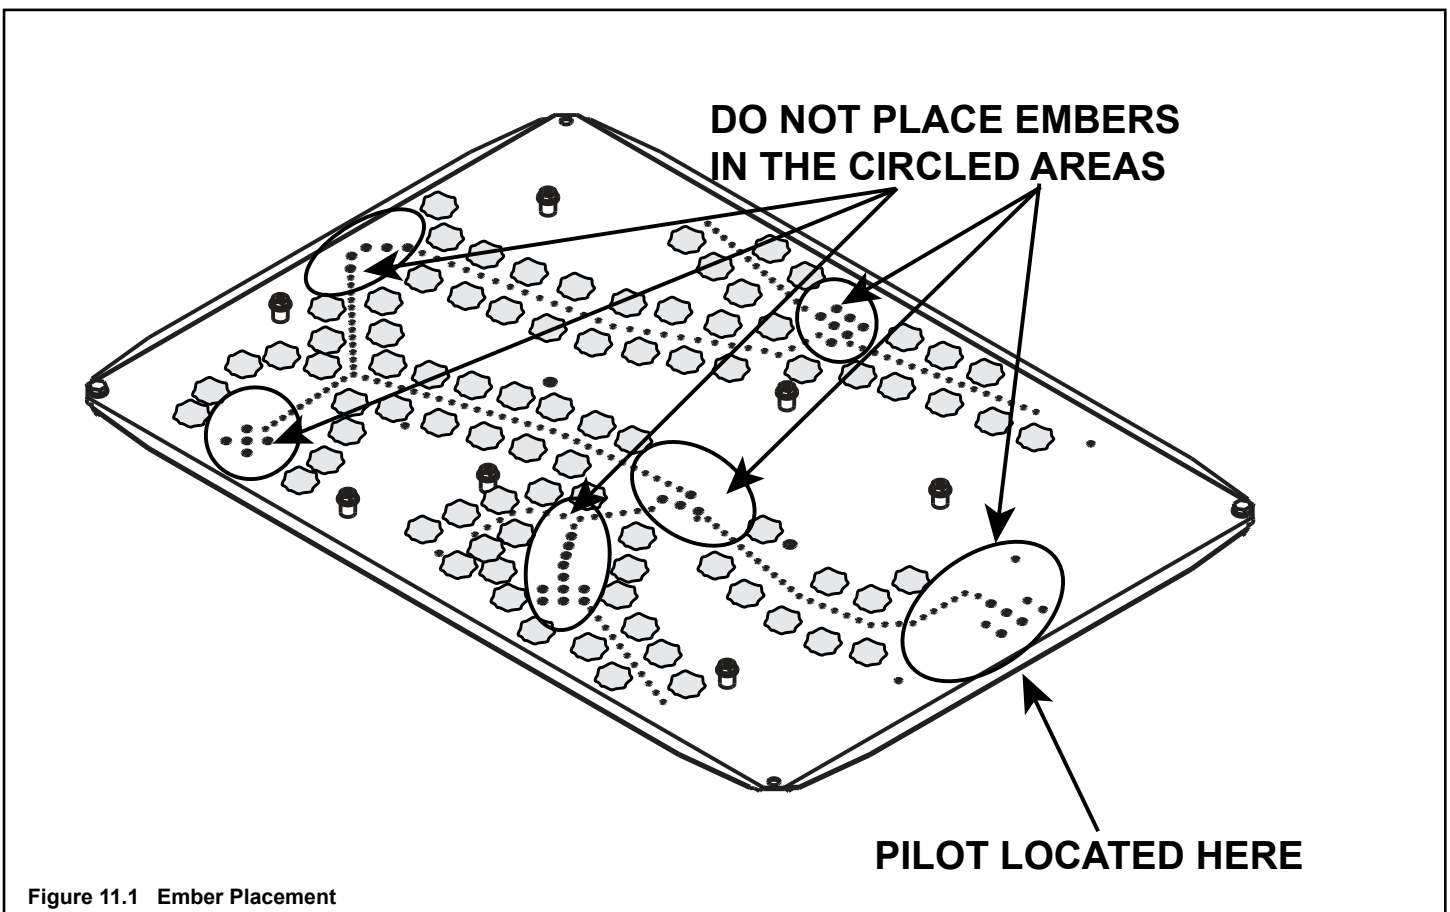 DO NOT PLACE EMBERS
IN THE CIRCLED AREAS
PILOT LOCATED HERE
Figure 11.1 Ember Placement